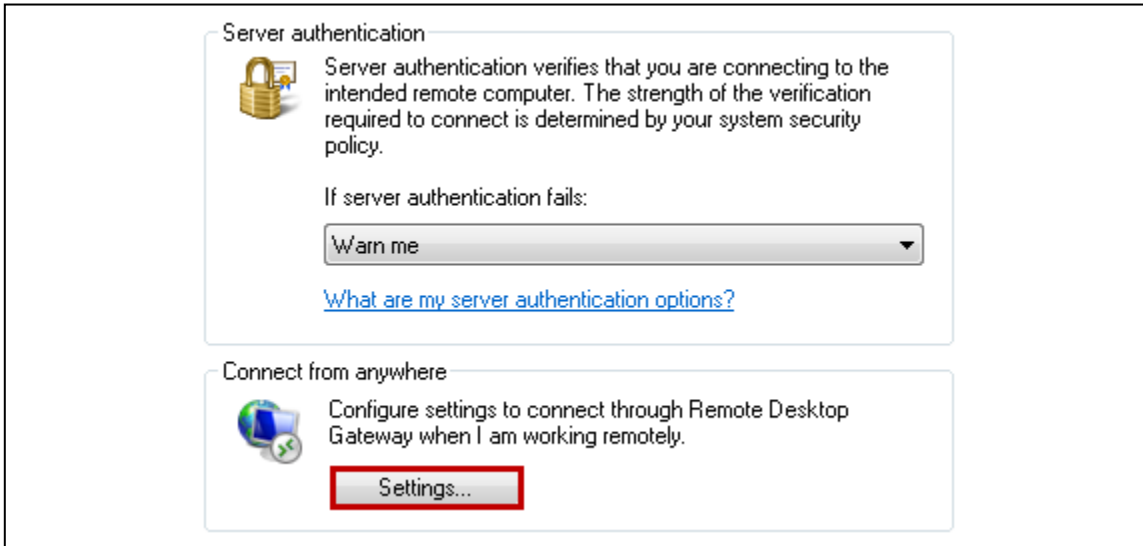 Server authentication
Server authentication verifies that you are connecting to the
intended remote computer. The strength of the verification
required to connect is determined by your system security
policy.
If server authentication fails:
Warn me
What are my server authentication options?
Connect from anywhere
Configure settings to connect through Remote Desktop
Gateway when I am working remotely.
Settings...